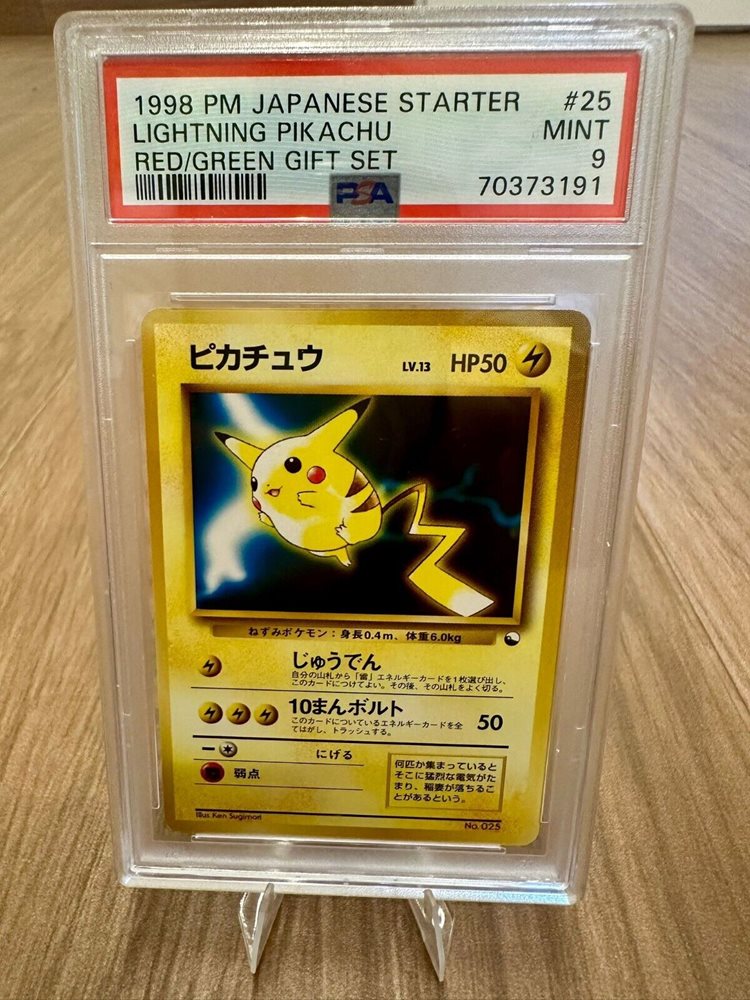 1998 PM JAPANESE STARTER #25
LIGHTNING PIKACHU MINT
RED/GREEN GIFT SET 9
PSA 70373191
ピカチュウ LV.13 HP50
ねずみポケモン：身長0.4m、体重6.0kg
じゅうでん
自分の山札から「雷」エネルギーカードを1枚選び出し、
このカードにつけてよい。その後、その山札をよく切る。
10まんボルト 50
このカードについているエネルギーカードを全
てはがし、トラッシュする。
にげる
弱点
何匹か集まっていると
そこに猛烈な電気がた
まり、稲妻が落ちるこ
とがあるという。
Illus. Ken Sugimori
No.025